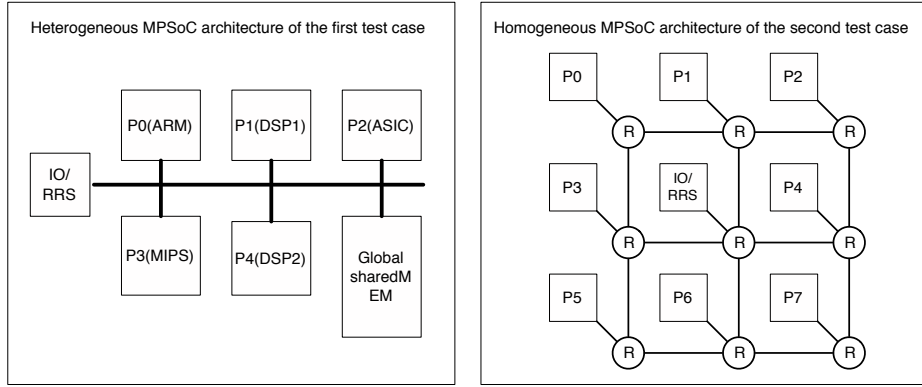 Heterogeneous MPSoC architecture of the first test case
P0(ARM)
P1(DSP1)
P2(ASIC)
IO/
RRS
P3(MIPS)
P4(DSP2)
Global
sharedM
EM
Homogeneous MPSoC architecture of the second test case
P0
P1
P2
R
R
R
P3
IO/
RRS
P4
R
R
R
P5
P6
P7
R
R
R